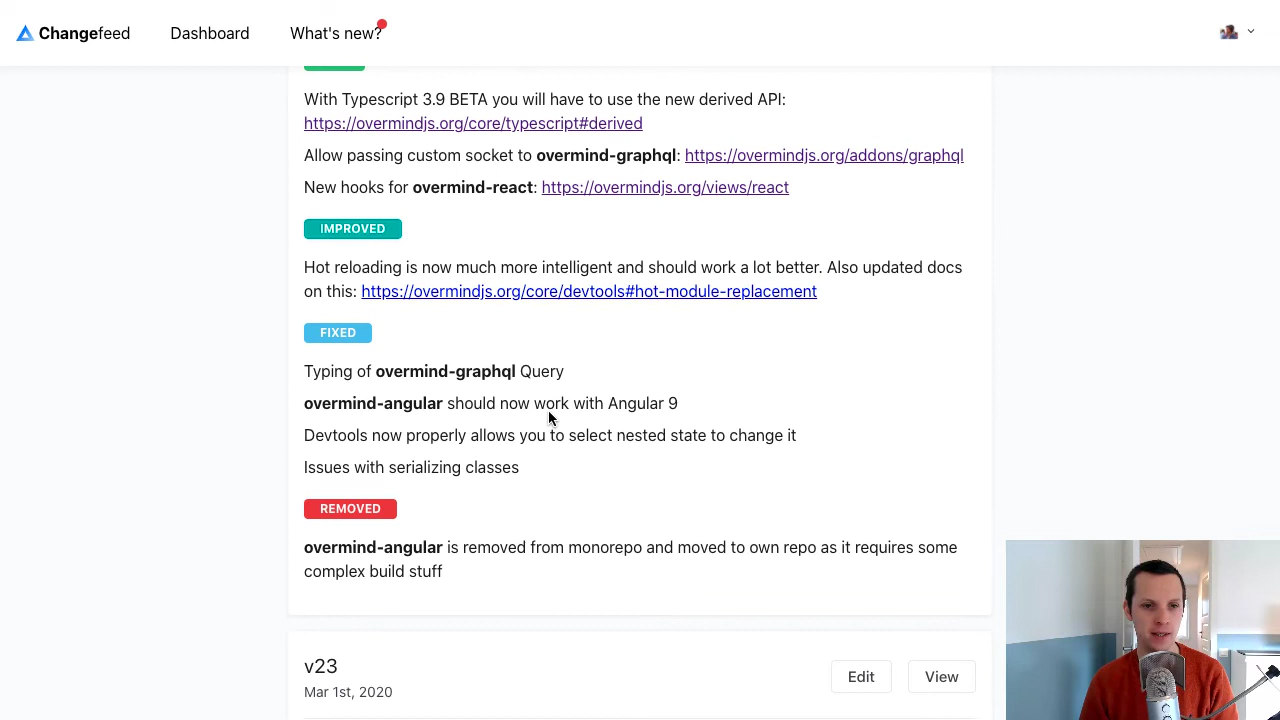 Changefeed Dashboard What's new?
With Typescript 3.9 BETA you will have to use the new derived API:
https://overmindjs.org/core/typescript#derived
Allow passing custom socket to overmind-graphql: https://overmindjs.org/addons/graphql
New hooks for overmind-react: https://overmindjs.org/views/react
IMPROVED
Hot reloading is now much more intelligent and should work a lot better. Also updated docs
on this: https://overmindjs.org/core/devtools#hot-module-replacement
FIXED
Typing of overmind-graphql Query
overmind-angular should now work with Angular 9
Devtools now properly allows you to select nested state to change it
Issues with serializing classes
REMOVED
overmind-angular is removed from monorepo and moved to own repo as it requires some
complex build stuff
v23
Mar 1st, 2020
Edit View